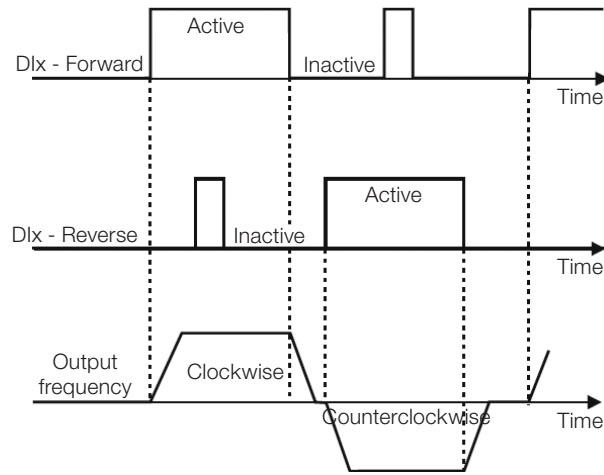 Active
DIx - Forward
Inactive
Time
Active
DIx - Reverse
Inactive
Time
Output
frequency
Clockwise
Counterclockwise
Time